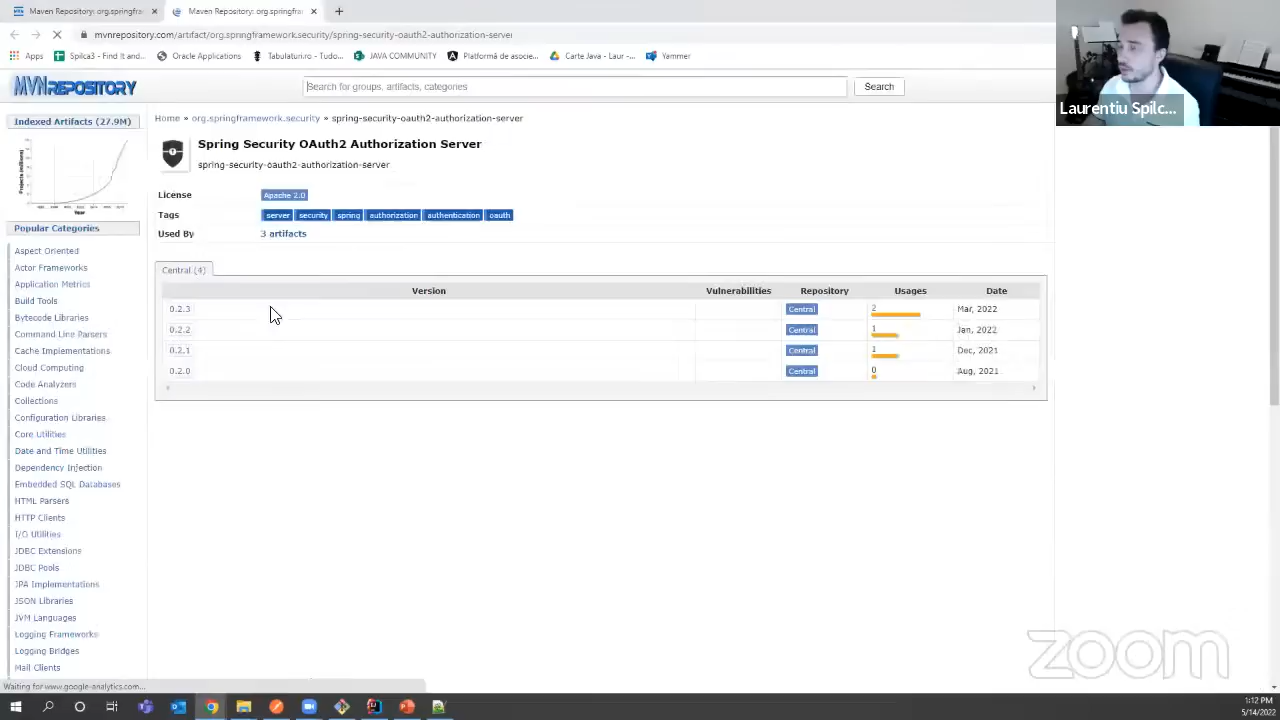 Maven Repository: org.springfra
Maven Repository: org.springfra
mvnrepository.com/artifact/org.springframework.security/spring-security-oauth2-authorization-server
Apps
Spilca3 - Find It and...
Oracle Applications
Tabulaturi.ro - Tabl...
JAVA COMMUNITY
Platformă de asocie...
Carte Java - Laur -...
Yammer
MVNREPOSITORY
Search for groups, artifacts, categories
Search
Laurentiu Spilc...
Indexed Artifacts (27.9M)
Year
Popular Categories
Aspect Oriented
Actor Frameworks
Application Metrics
Build Tools
Bytecode Libraries
Command Line Parsers
Cache Implementations
Cloud Computing
Code Analyzers
Collections
Configuration Libraries
Core Utilities
Date and Time Utilities
Dependency Injection
Embedded SQL Databases
HTML Parsers
HTTP Clients
I/O Utilities
JDBC Extensions
JDBC Pools
JPA Implementations
JSON Libraries
JVM Languages
Logging Frameworks
Logging Bridges
Mail Clients
Home » org.springframework.security » spring-security-oauth2-authorization-server
Spring Security OAuth2 Authorization Server
spring-security-oauth2-authorization-server
License Apache 2.0
Tags server security spring authorization authentication oauth
Used By 3 artifacts
Central (4)
Version Vulnerabilities Repository Usages Date
0.2.3 Central 2 Mar, 2022
0.2.2 Central 1 Jan, 2022
0.2.1 Central 1 Dec, 2021
0.2.0 Central 0 Aug, 2021
zoom
Waiting for www.google-analytics.com...
1:12 PM
5/14/2022